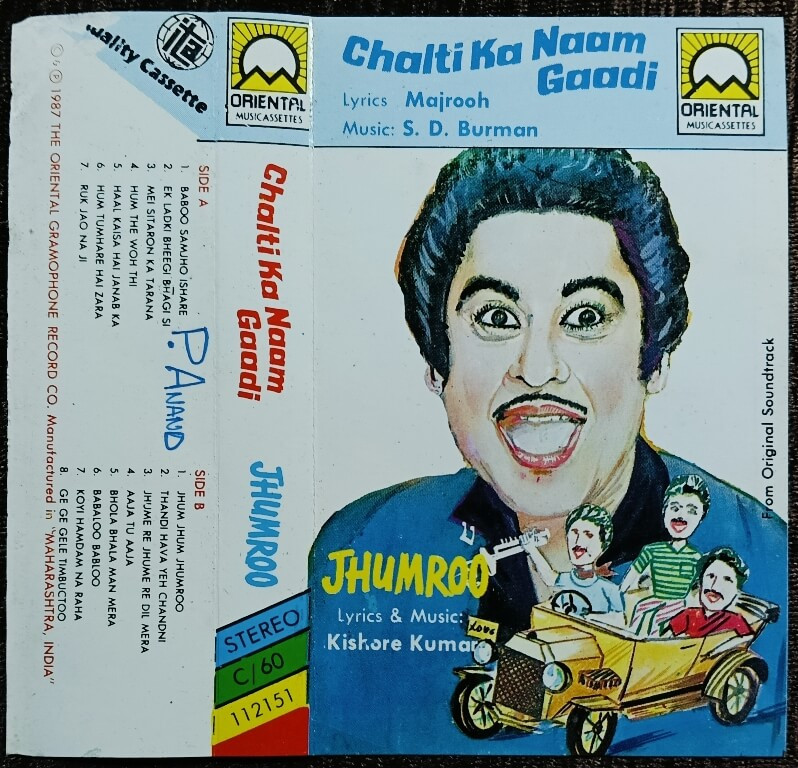 Chalti Ka Naam
Gaadi
Lyrics Majrooh
Music: S. D. Burman
ORIENTAL
MUSICASSETTES
From Original Soundtrack
JHUMROO
Lyrics & Music:
Kishore Kumar
LOVE
ORIENTAL
MUSICASSETTES
Chalti Ka Naam
Gaadi
JHUMROO
STEREO
C/60
112151
Quality Cassette
SIDE A
1. BABOO SAMJHO ISHARE
2. EK LADKI BHEEGI BHAGI SI
3. MEI SITARON KA TARANA
4. HUM THE WOH THI
5. HAAL KAISA HAI JANAB KA
6. HUM TUMHARE HAI ZARA
7. RUK JAO NA JI
P. ANAND
SIDE B
1. JHUM JHUM JHUMROO
2. THANDI HAVA YEH CHANDNI
3. JHUME RE JHUME RE DIL MERA
4. AAJA TU AAJA
5. BHOLA BHALA MAN MERA
6. BABALOO BABLOO
7. KOYI HAMDAM NA RAHA
8. GE GE GELE TIMBUCTOO
© ℗ 1987 THE ORIENTAL GRAMOPHONE RECORD CO. Manufactured in "MAHARASHTRA, INDIA"